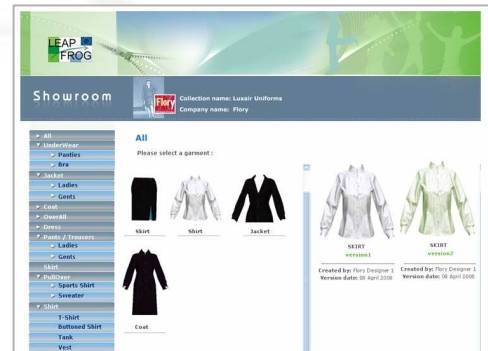 LEAP
FROG
Showroom
Flory
Collection name: Luxair Uniforms
Company name: Flory
All
UnderWear
Panties
Bra
Jacket
Ladies
Gents
Coat
OverAll
Dress
Pants / Trousers
Ladies
Gents
Skirt
PullOver
Sports Shirt
Sweater
Shirt
T-Shirt
Buttoned Shirt
Tank
Vest
All
Please select a garment :
Skirt
Shirt
Jacket
Coat
SKIRT
version1
Created by: Flory Designer 1
Version date: 08 April 2008
SKIRT
version2
Created by: Flory Designer 1
Version date: 08 April 2008